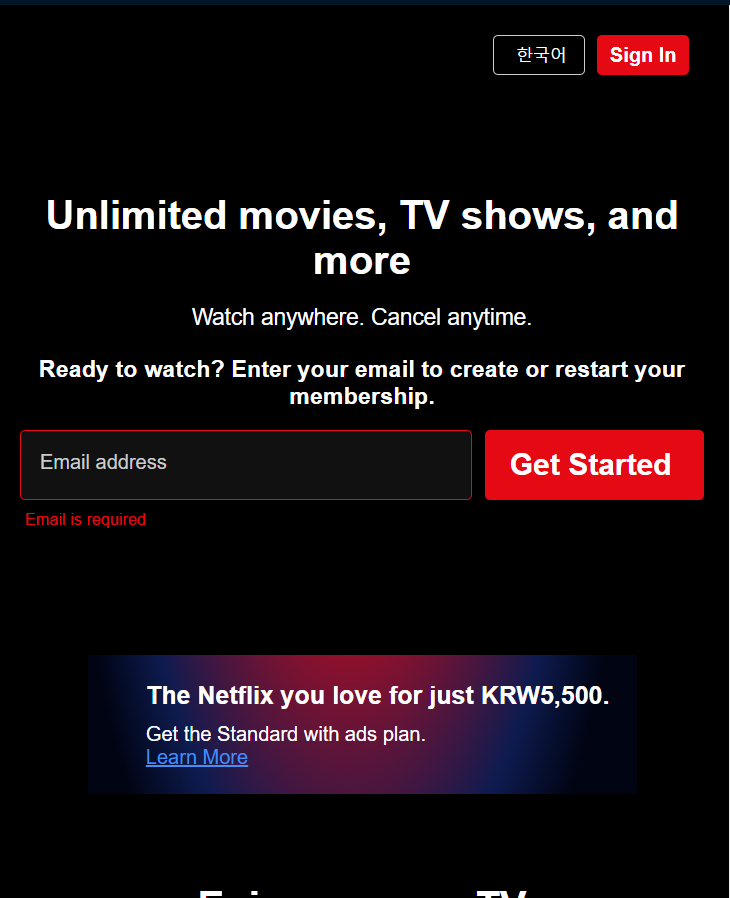 한국어
Sign In
Unlimited movies, TV shows, and
more
Watch anywhere. Cancel anytime.
Ready to watch? Enter your email to create or restart your
membership.
Email address
Get Started
Email is required
The Netflix you love for just KRW5,500.
Get the Standard with ads plan.
Learn More
TV